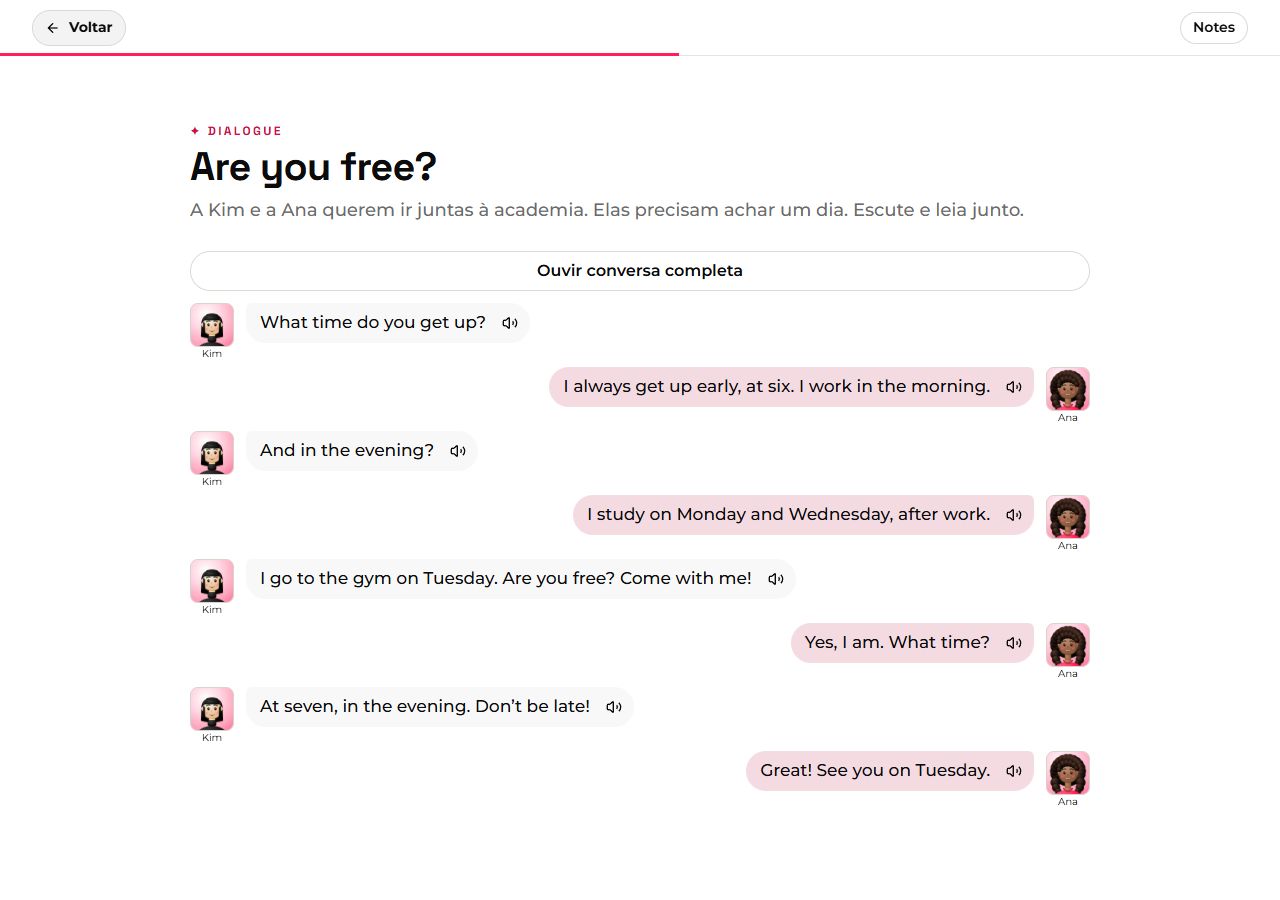 Voltar
Notes
✦ DIALOGUE
Are you free?
A Kim e a Ana querem ir juntas à academia. Elas precisam achar um dia. Escute e leia junto.
Ouvir conversa completa
What time do you get up?
Kim
I always get up early, at six. I work in the morning.
Ana
And in the evening?
Kim
I study on Monday and Wednesday, after work.
Ana
I go to the gym on Tuesday. Are you free? Come with me!
Kim
Yes, I am. What time?
Ana
At seven, in the evening. Don’t be late!
Kim
Great! See you on Tuesday.
Ana